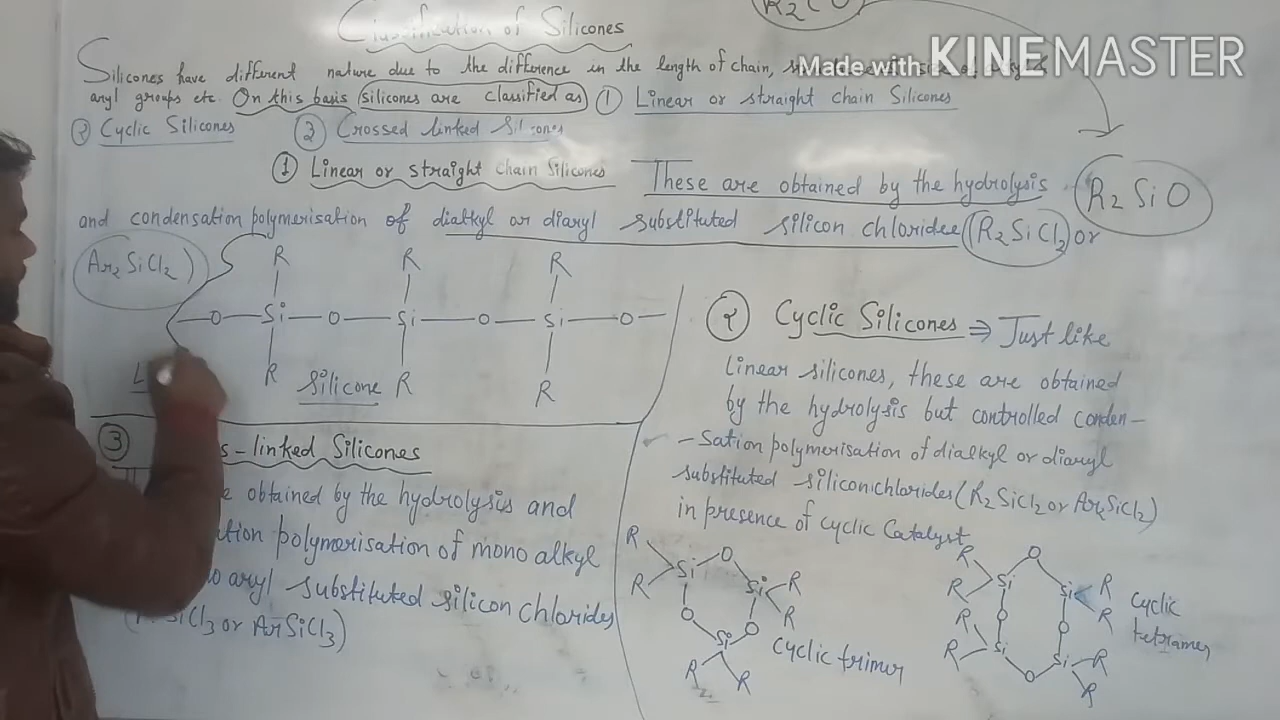 Classification of Silicones
R2CO
Made with KINEMASTER
Silicones have different nature due to the difference in the length of chain,
aryl groups etc. On this basis silicones are classified as ① Linear or straight chain Silicones
② Cyclic Silicones ③ Crossed linked Silicones
① Linear or straight chain Silicones These are obtained by the hydrolysis
R2SiO
and condensation polymerisation of dialkyl or diaryl substituted silicon chloridee (R2SiCl2) or
Ar2SiCl2)
R R R
—O—Si—O—Si—O—Si—O—
R Silicone R R
③ s-linked Silicones
e obtained by the hydrolysis and
tion polymerisation of mono alkyl
o aryl substituted silicon chlorides
SiCl3 or ArSiCl3)
② Cyclic Silicones ⇒ Just like
linear silicones, these are obtained
by the hydrolysis but controlled conden-
-sation polymerisation of dialkyl or diaryl
substituted silicon chlorides (R2SiCl2 or Ar2SiCl2)
in presence of cyclic Catalyst
R O
R Si Si R
R
O O
Si
R R
cyclic trimer
R O
R Si Si R
R
O O
R Si Si R
R O R
cyclic
tetramer